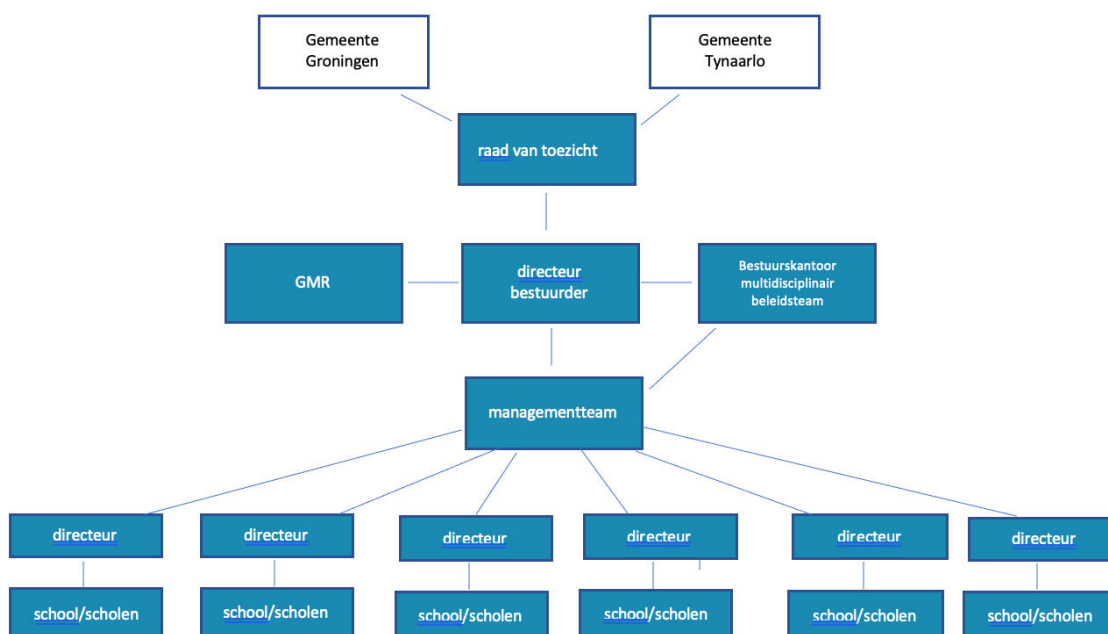 Gemeente
Groningen
Gemeente
Tynaarlo
raad van toezicht
GMR
directeur
bestuurder
Bestuurskantoor
multidisciplinair
beleidsteam
managementteam
directeur
directeur
directeur
directeur
directeur
directeur
school/scholen
school/scholen
school/scholen
school/scholen
school/scholen
school/scholen